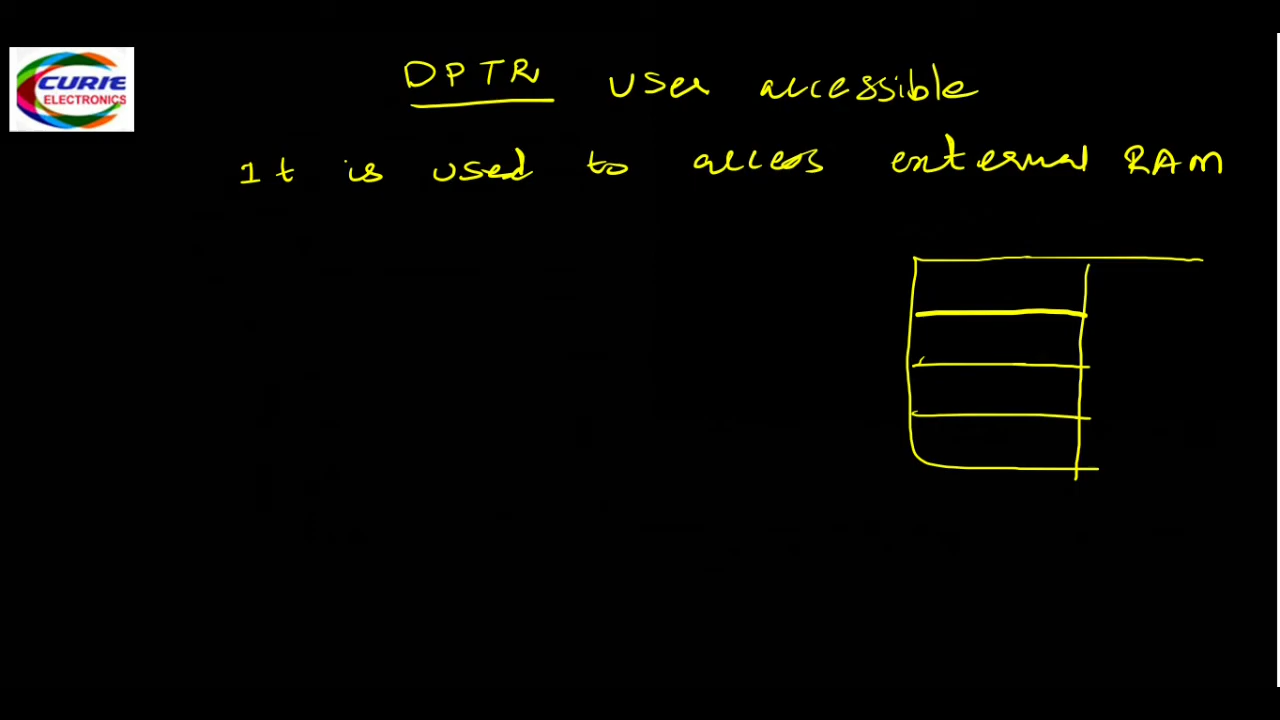 CURIE
ELECTRONICS
DPTR user accessible
It is used to access external RAM